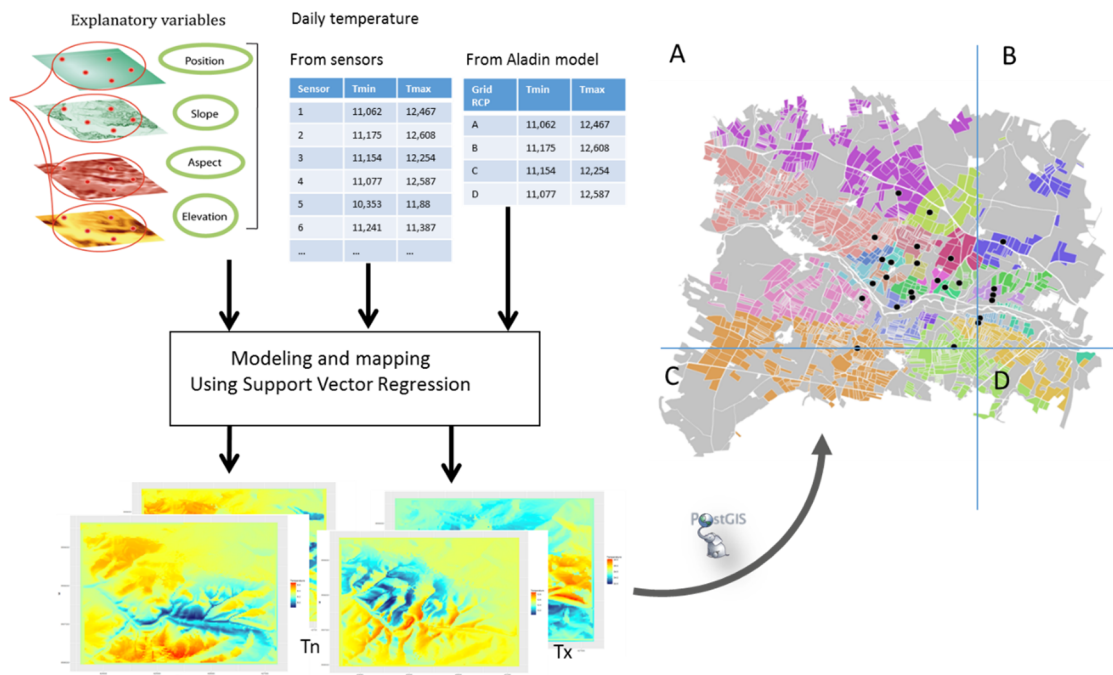 Explanatory variables
Position
Slope
Aspect
Elevation
Daily temperature
From sensors
Sensor Tmin Tmax
1 11,062 12,467
2 11,175 12,608
3 11,154 12,254
4 11,077 12,587
5 10,353 11,88
6 11,241 11,387
... ... ...
From Aladin model
Grid RCP Tmin Tmax
A 11,062 12,467
B 11,175 12,608
C 11,154 12,254
D 11,077 12,587
Modeling and mapping
Using Support Vector Regression
Tn
Tx
PostGIS
A
B
C
D